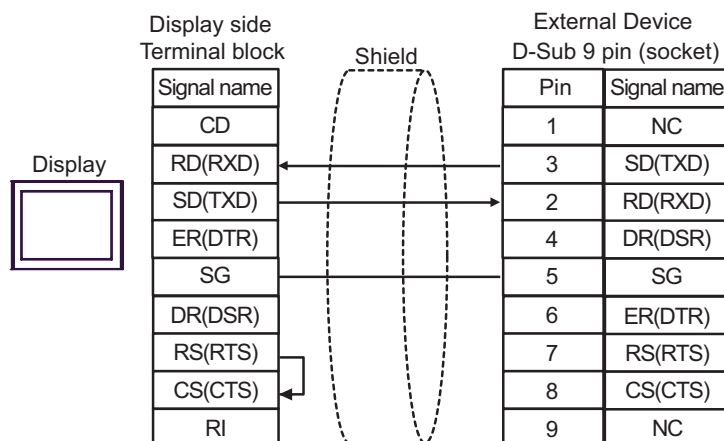 Display side
Terminal block
Shield
External Device
D-Sub 9 pin (socket)
Signal name
Pin
Signal name
CD
1
NC
Display
RD(RXD)
3
SD(TXD)
SD(TXD)
2
RD(RXD)
ER(DTR)
4
DR(DSR)
SG
5
SG
DR(DSR)
6
ER(DTR)
RS(RTS)
7
RS(RTS)
CS(CTS)
8
CS(CTS)
RI
9
NC